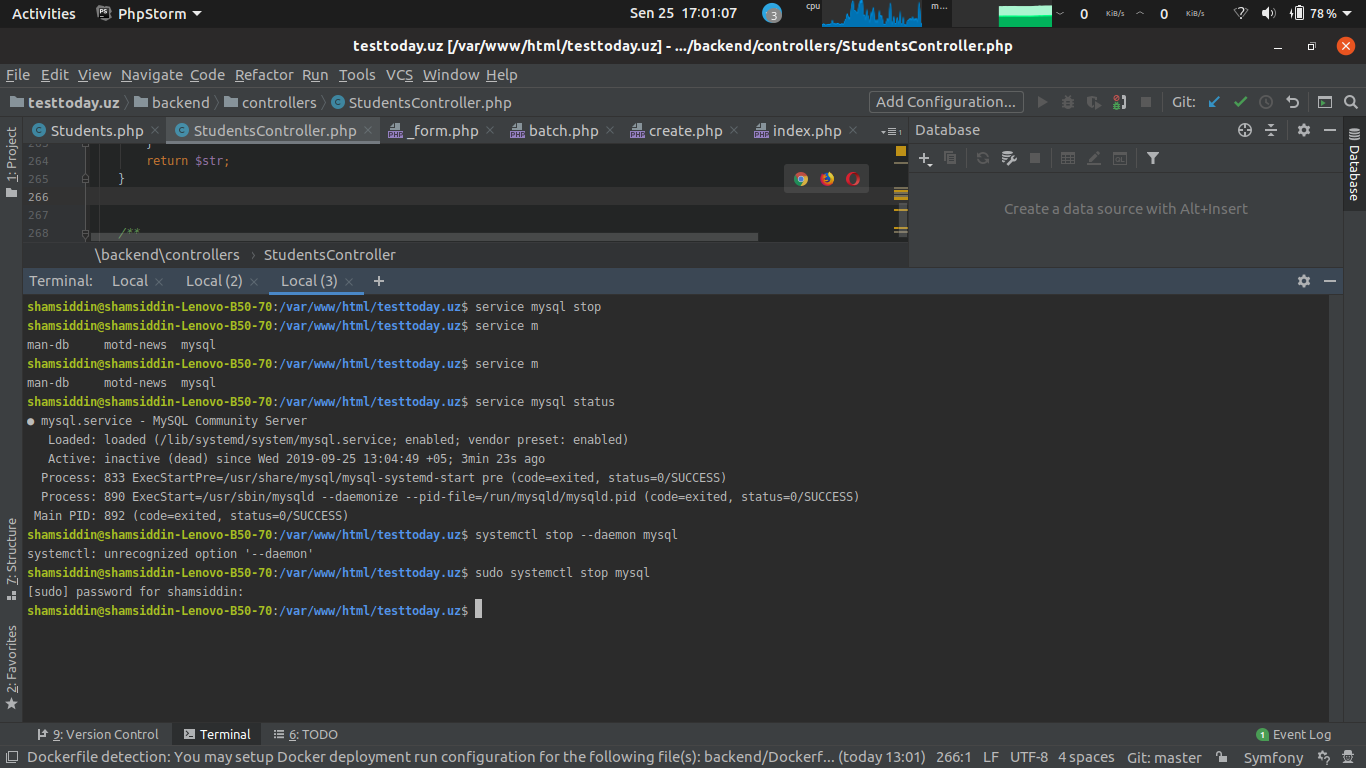 Activities PhpStorm Sen 25 17:01:07 3 cpu m... 0 KiB/s 0 KiB/s 78 %
testtoday.uz [/var/www/html/testtoday.uz] - .../backend/controllers/StudentsController.php
File Edit View Navigate Code Refactor Run Tools VCS Window Help
testtoday.uz backend controllers StudentsController.php Add Configuration... Git:
Students.php StudentsController.php _form.php batch.php create.php index.php Database
1: Project
263 }
264 return $str;
265 }
266
267
268 /**
Create a data source with Alt+Insert
Database
\backend\controllers › StudentsController
Terminal: Local Local (2) Local (3) +
shamsiddin@shamsiddin-Lenovo-B50-70:/var/www/html/testtoday.uz$ service mysql stop
shamsiddin@shamsiddin-Lenovo-B50-70:/var/www/html/testtoday.uz$ service m
man-db motd-news mysql
shamsiddin@shamsiddin-Lenovo-B50-70:/var/www/html/testtoday.uz$ service m
man-db motd-news mysql
shamsiddin@shamsiddin-Lenovo-B50-70:/var/www/html/testtoday.uz$ service mysql status
● mysql.service - MySQL Community Server
Loaded: loaded (/lib/systemd/system/mysql.service; enabled; vendor preset: enabled)
Active: inactive (dead) since Wed 2019-09-25 13:04:49 +05; 3min 23s ago
Process: 833 ExecStartPre=/usr/share/mysql/mysql-systemd-start pre (code=exited, status=0/SUCCESS)
Process: 890 ExecStart=/usr/sbin/mysqld --daemonize --pid-file=/run/mysqld/mysqld.pid (code=exited, status=0/SUCCESS)
Main PID: 892 (code=exited, status=0/SUCCESS)
shamsiddin@shamsiddin-Lenovo-B50-70:/var/www/html/testtoday.uz$ systemctl stop --daemon mysql
systemctl: unrecognized option '--daemon'
shamsiddin@shamsiddin-Lenovo-B50-70:/var/www/html/testtoday.uz$ sudo systemctl stop mysql
[sudo] password for shamsiddin:
shamsiddin@shamsiddin-Lenovo-B50-70:/var/www/html/testtoday.uz$
7: Structure
2: Favorites
9: Version Control Terminal 6: TODO 1 Event Log
Dockerfile detection: You may setup Docker deployment run configuration for the following file(s): backend/Dockerf... (today 13:01) 266:1 LF UTF-8 4 spaces Git: master Symfony